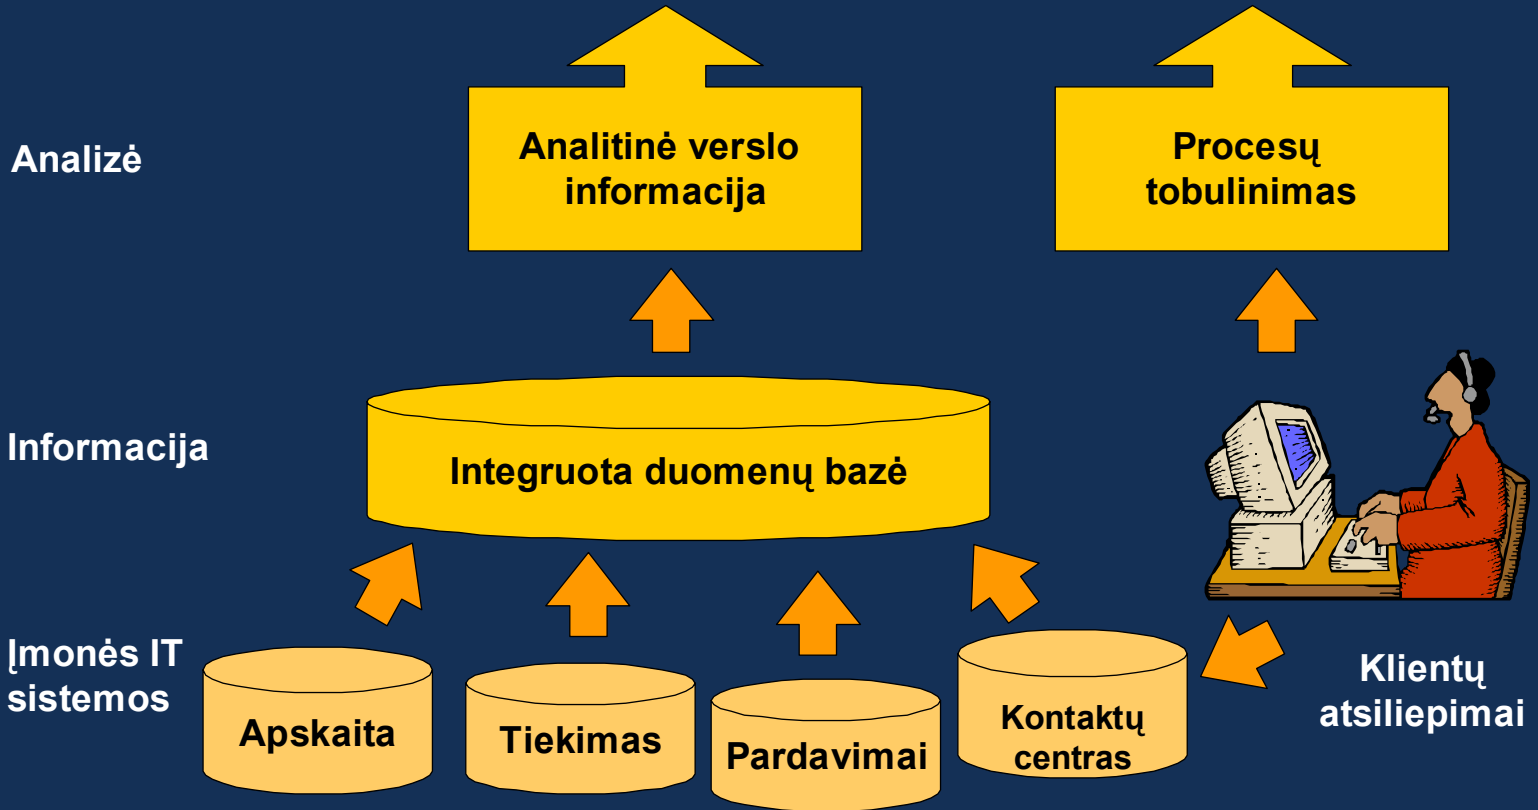 Analizė
Analitinė verslo
informacija
Procesų
tobulinimas
Informacija
Integruota duomenų bazė
Įmonės IT
sistemos
Apskaita
Tiekimas
Pardavimai
Kontaktų
centras
Klientų
atsiliepimai